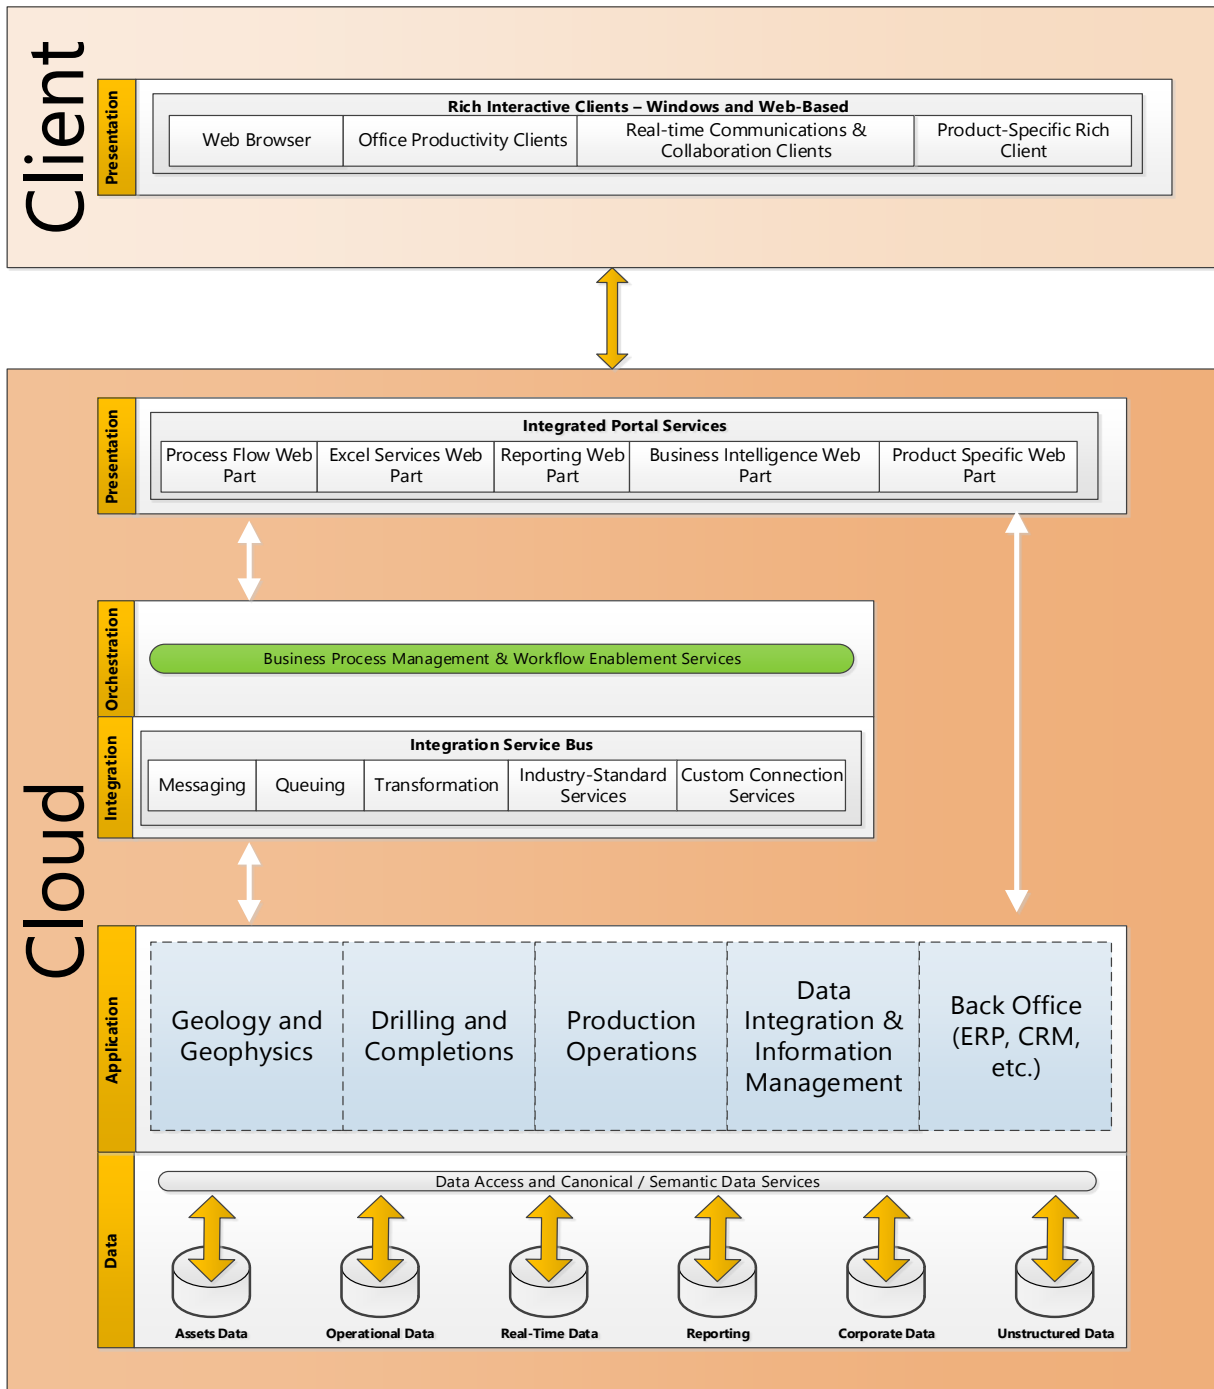 Client
Presentation
Rich Interactive Clients – Windows and Web-Based
Web Browser
Office Productivity Clients
Real-time Communications &
Collaboration Clients
Product-Specific Rich
Client
Cloud
Presentation
Integrated Portal Services
Process Flow Web
Part
Excel Services Web
Part
Reporting Web
Part
Business Intelligence Web
Part
Product Specific Web
Part
Orchestration
Business Process Management & Workflow Enablement Services
Integration
Integration Service Bus
Messaging
Queuing
Transformation
Industry-Standard
Services
Custom Connection
Services
Application
Geology and
Geophysics
Drilling and
Completions
Production
Operations
Data
Integration &
Information
Management
Back Office
(ERP, CRM,
etc.)
Data
Data Access and Canonical / Semantic Data Services
Assets Data
Operational Data
Real-Time Data
Reporting
Corporate Data
Unstructured Data